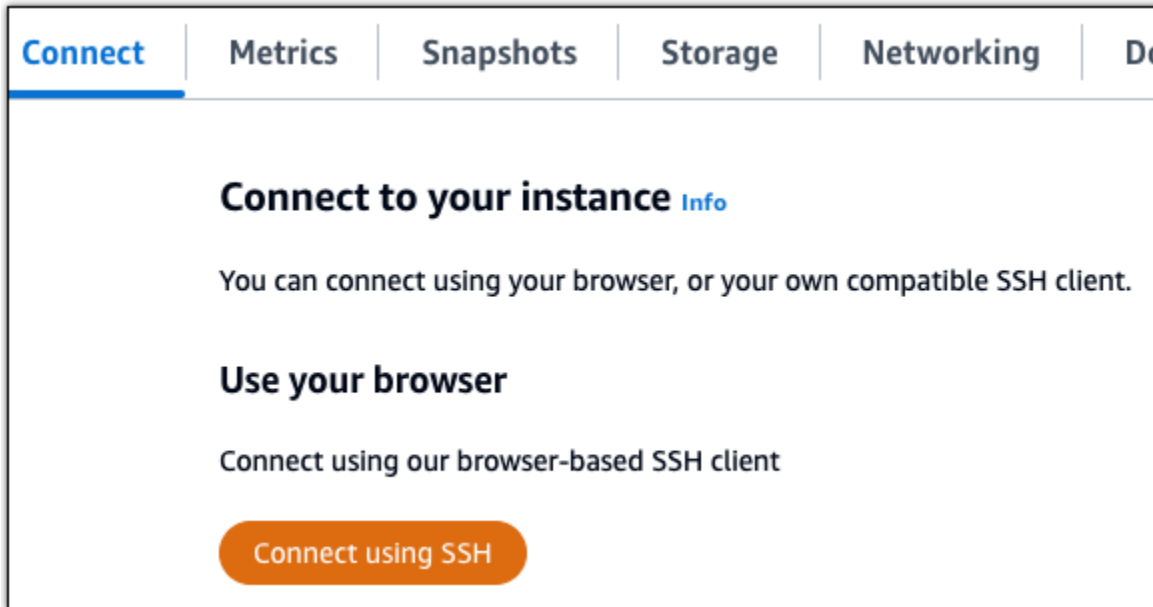 Connect Metrics Snapshots Storage Networking
Connect to your instance Info
You can connect using your browser, or your own compatible SSH client.
Use your browser
Connect using our browser-based SSH client
Connect using SSH